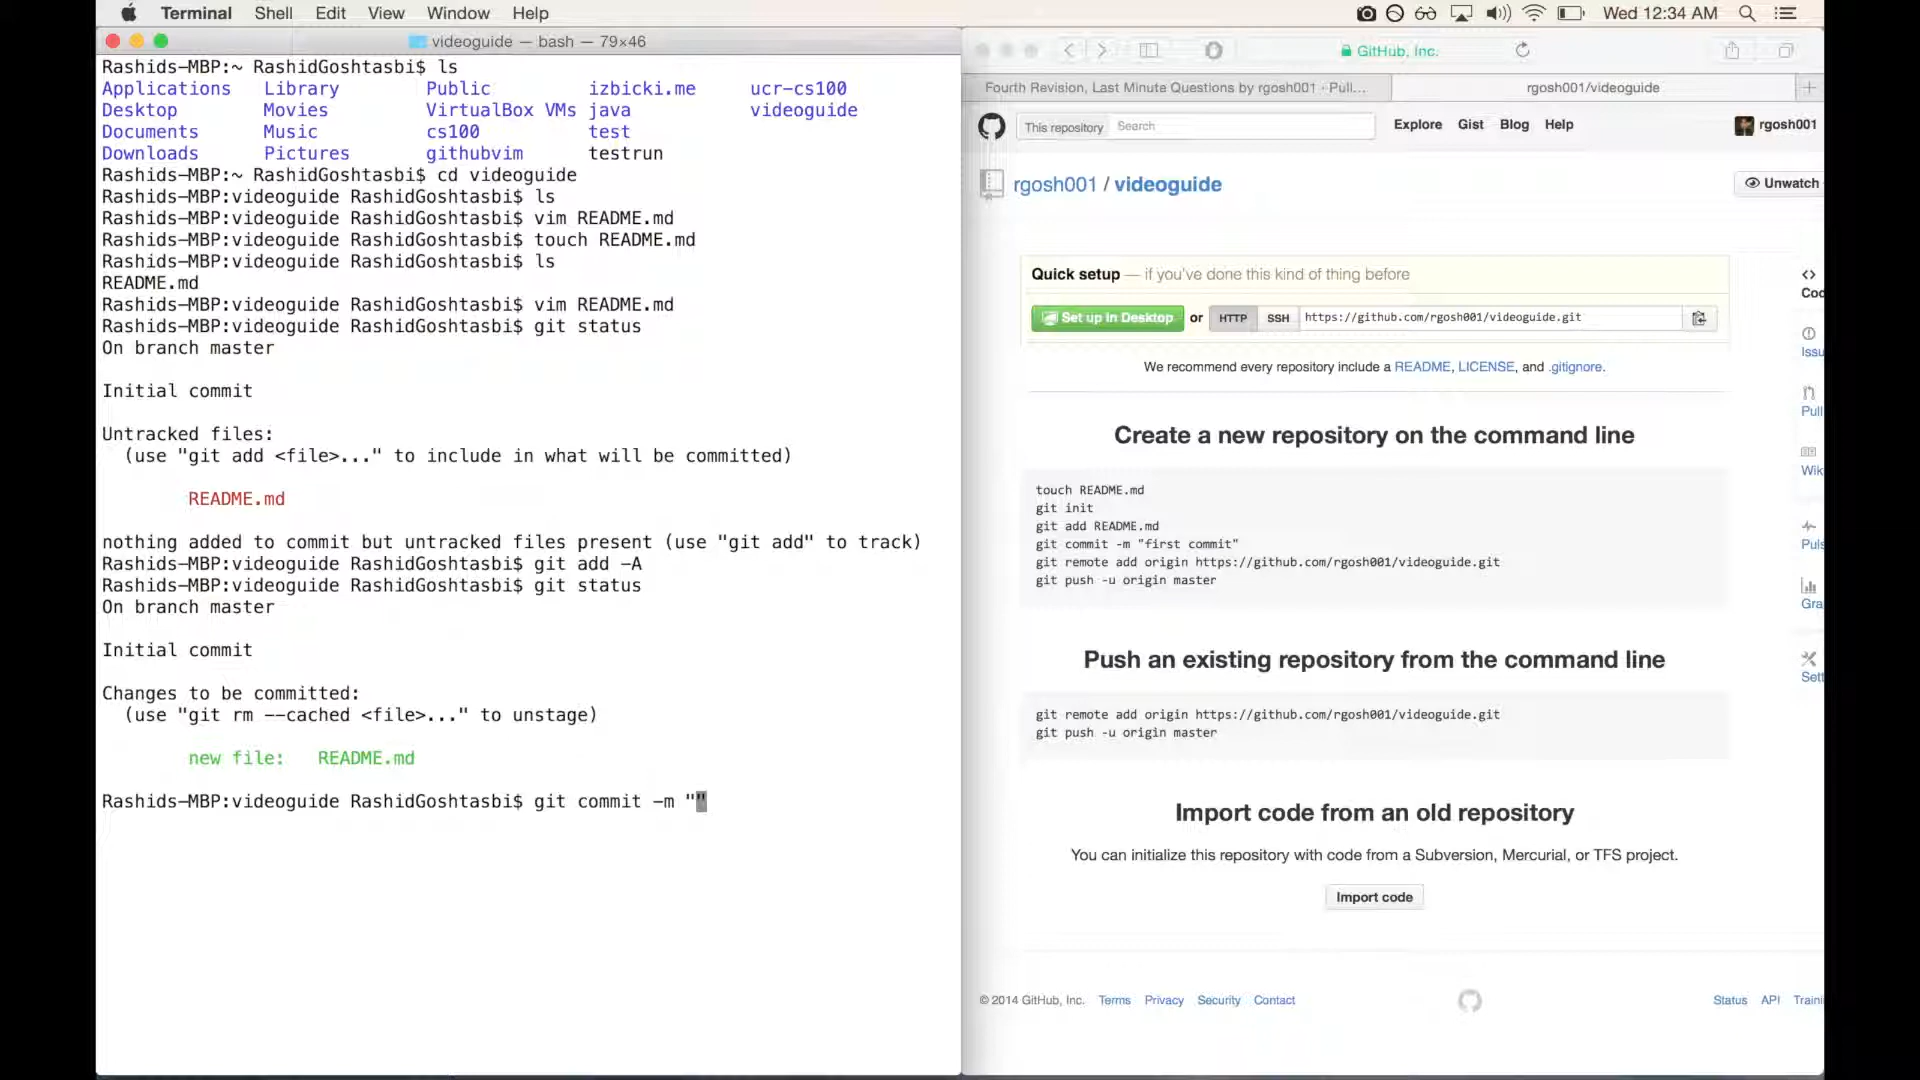 Terminal Shell Edit View Window Help
Wed 12:34 AM
videoguide — bash — 79×46
Rashids-MBP:~ RashidGoshtasbi$ ls
Applications Library Public izbicki.me ucr-cs100
Desktop Movies VirtualBox VMs java videoguide
Documents Music cs100 test
Downloads Pictures githubvim testrun
Rashids-MBP:~ RashidGoshtasbi$ cd videoguide
Rashids-MBP:videoguide RashidGoshtasbi$ ls
Rashids-MBP:videoguide RashidGoshtasbi$ vim README.md
Rashids-MBP:videoguide RashidGoshtasbi$ touch README.md
Rashids-MBP:videoguide RashidGoshtasbi$ ls
README.md
Rashids-MBP:videoguide RashidGoshtasbi$ vim README.md
Rashids-MBP:videoguide RashidGoshtasbi$ git status
On branch master
Initial commit
Untracked files:
(use "git add <file>..." to include in what will be committed)
README.md
nothing added to commit but untracked files present (use "git add" to track)
Rashids-MBP:videoguide RashidGoshtasbi$ git add -A
Rashids-MBP:videoguide RashidGoshtasbi$ git status
On branch master
Initial commit
Changes to be committed:
(use "git rm --cached <file>..." to unstage)
new file: README.md
Rashids-MBP:videoguide RashidGoshtasbi$ git commit -m ""
GitHub, Inc.
Fourth Revision, Last Minute Questions by rgosh001 · Pull...
rgosh001/videoguide
This repository Search Explore Gist Blog Help rgosh001
rgosh001 / videoguide
Unwatch
Quick setup — if you've done this kind of thing before
Set up in Desktop or HTTP SSH https://github.com/rgosh001/videoguide.git
We recommend every repository include a README, LICENSE, and .gitignore.
Create a new repository on the command line
touch README.md
git init
git add README.md
git commit -m "first commit"
git remote add origin https://github.com/rgosh001/videoguide.git
git push -u origin master
Push an existing repository from the command line
git remote add origin https://github.com/rgosh001/videoguide.git
git push -u origin master
Import code from an old repository
You can initialize this repository with code from a Subversion, Mercurial, or TFS project.
Import code
Coc
Issu
Pull
Wik
Puls
Gra
Sett
© 2014 GitHub, Inc. Terms Privacy Security Contact
Status API Traini